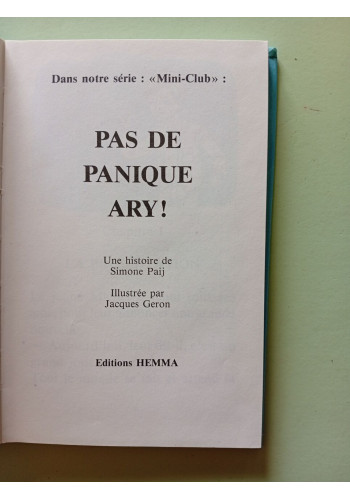 Dans notre série : «Mini-Club» :
PAS DE
PANIQUE
ARY!
Une histoire de
Simone Paij
Illustrée par
Jacques Geron
Editions HEMMA